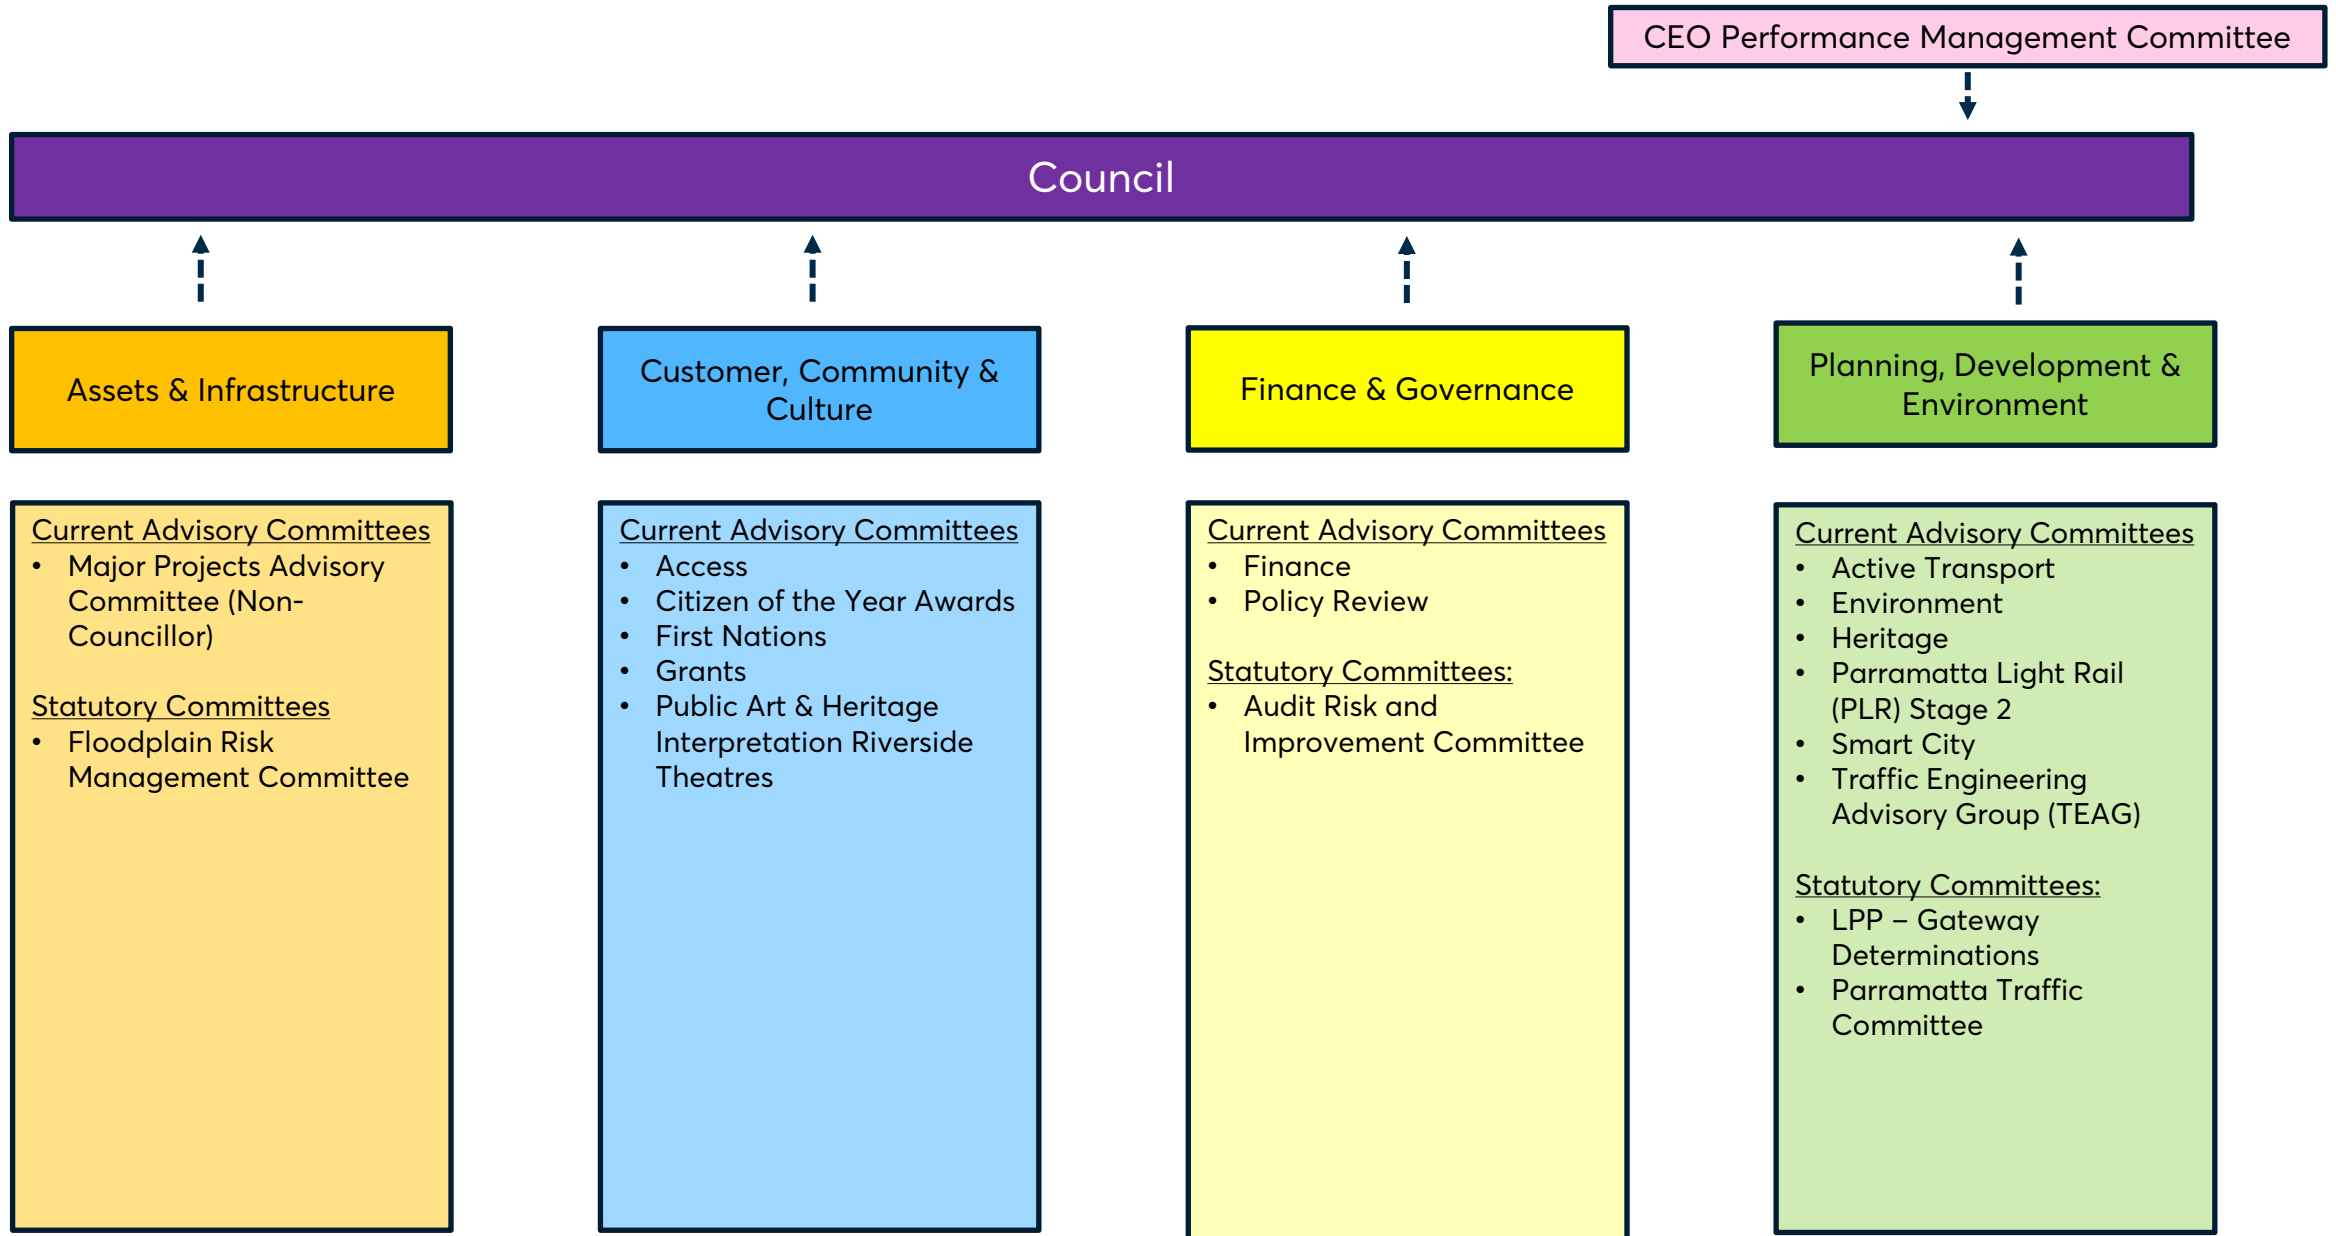 CEO Performance Management Committee
Council
Assets & Infrastructure
Customer, Community &
Culture
Finance & Governance
Planning, Development &
Environment
Current Advisory Committees
• Major Projects Advisory
Committee (Non-
Councillor)
Statutory Committees
• Floodplain Risk
Management Committee
Current Advisory Committees
• Access
• Citizen of the Year Awards
• First Nations
• Grants
• Public Art & Heritage
Interpretation Riverside
Theatres
Current Advisory Committees
• Finance
• Policy Review
Statutory Committees:
• Audit Risk and
Improvement Committee
Current Advisory Committees
• Active Transport
• Environment
• Heritage
• Parramatta Light Rail
(PLR) Stage 2
• Smart City
• Traffic Engineering
Advisory Group (TEAG)
Statutory Committees:
• LPP – Gateway
Determinations
• Parramatta Traffic
Committee